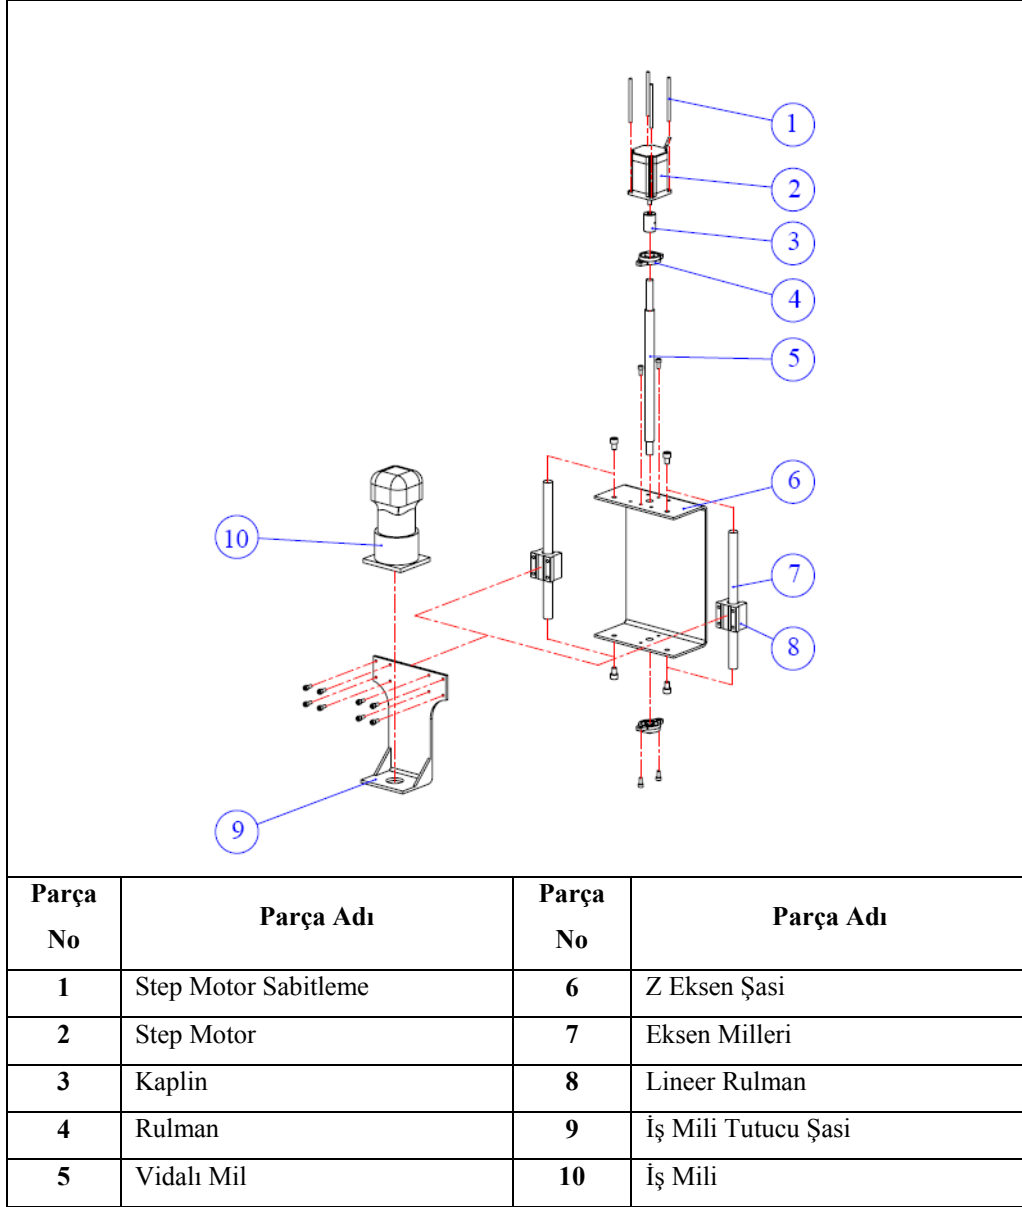 1
2
3
4
5
6
10
7
8
9
Parça No Parça Adı Parça No Parça Adı
1 Step Motor Sabitleme 6 Z Eksen Şasi
2 Step Motor 7 Eksen Milleri
3 Kaplin 8 Lineer Rulman
4 Rulman 9 İş Mili Tutucu Şasi
5 Vidalı Mil 10 İş Mili